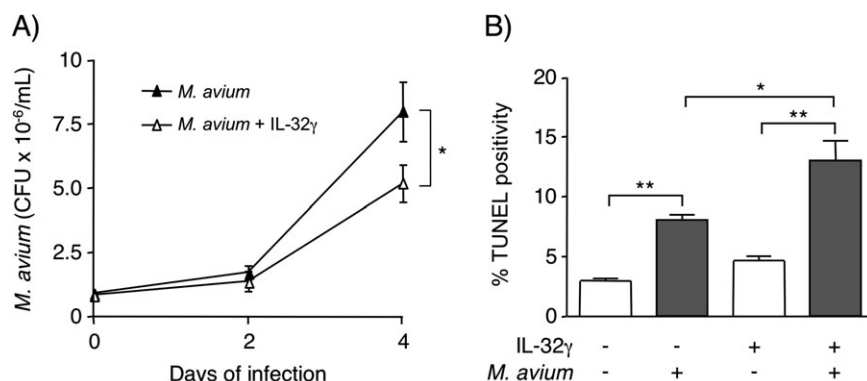 A)
M. avium (CFU x 10⁻⁶/mL)
10
7.5
5.0
2.5
0
M. avium
M. avium + IL-32γ
*
0 2 4
Days of infection
B)
% TUNEL positivity
20
15
10
5
0
**
*
**
IL-32γ - - + +
M. avium - + - +